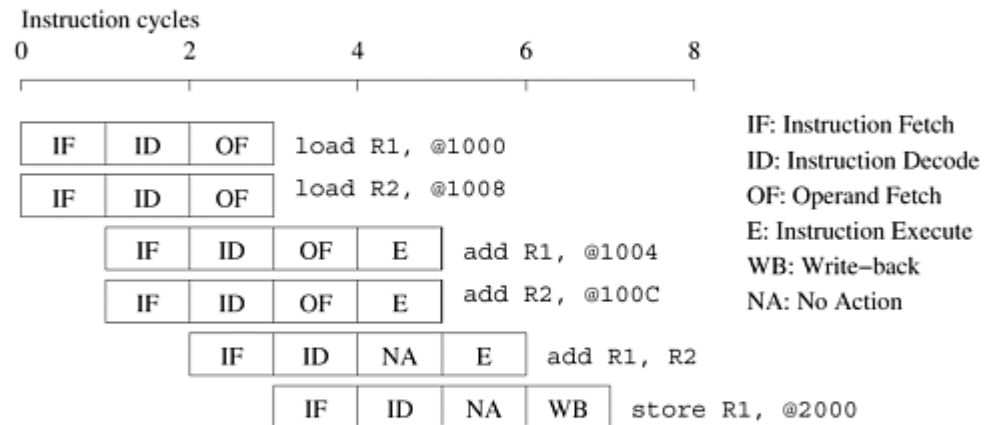 Instruction cycles
0 2 4 6 8
IF ID OF load R1, @1000
IF ID OF load R2, @1008
IF ID OF E add R1, @1004
IF ID OF E add R2, @100C
IF ID NA E add R1, R2
IF ID NA WB store R1, @2000
IF: Instruction Fetch
ID: Instruction Decode
OF: Operand Fetch
E: Instruction Execute
WB: Write-back
NA: No Action